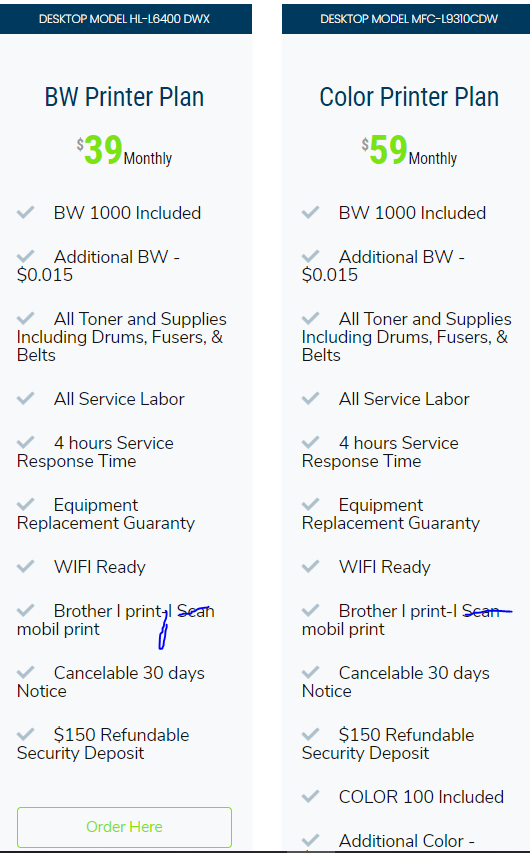 DESKTOP MODEL HL-L6400 DWX
BW Printer Plan
$39 Monthly
BW 1000 Included
Additional BW -
$0.015
All Toner and Supplies
Including Drums, Fusers, &
Belts
All Service Labor
4 hours Service
Response Time
Equipment
Replacement Guaranty
WIFI Ready
Brother I print-I Scan
mobil print
Cancelable 30 days
Notice
$150 Refundable
Security Deposit
Order Here
DESKTOP MODEL MFC-L9310CDW
Color Printer Plan
$59 Monthly
BW 1000 Included
Additional BW -
$0.015
All Toner and Supplies
Including Drums, Fusers, &
Belts
All Service Labor
4 hours Service
Response Time
Equipment
Replacement Guaranty
WIFI Ready
Brother I print-I Scan
mobil print
Cancelable 30 days
Notice
$150 Refundable
Security Deposit
COLOR 100 Included
Additional Color -